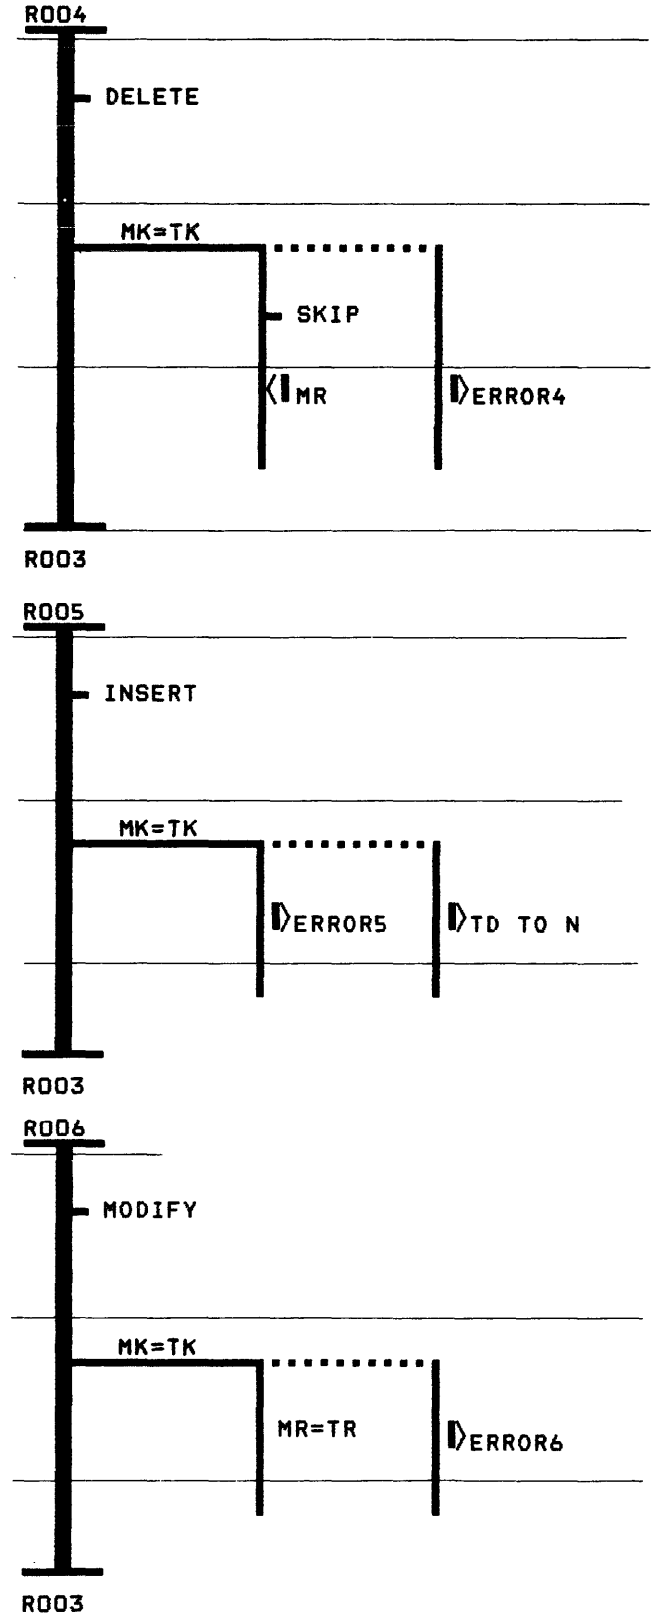 R004
DELETE
MK=TK
SKIP
MR ERROR4
R003
R005
INSERT
MK=TK
ERROR5 TD TO N
R003
R006
MODIFY
MK=TK
MR=TR ERROR6
R003